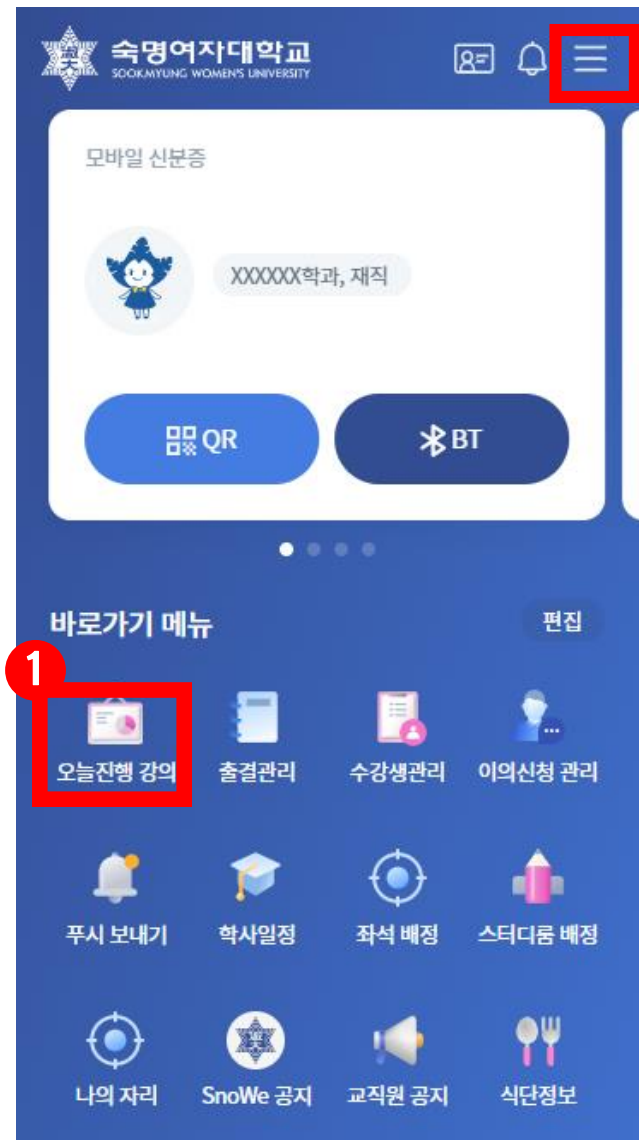 숙명여자대학교
SOOKMYUNG WOMEN'S UNIVERSITY
모바일 신분증
XXXXXX학과, 재직
QR BT
바로가기 메뉴 편집
1
오늘진행 강의 출결관리 수강생관리 이의신청 관리
푸시 보내기 학사일정 좌석 배정 스터디룸 배정
나의 자리 SnoWe 공지 교직원 공지 식단정보